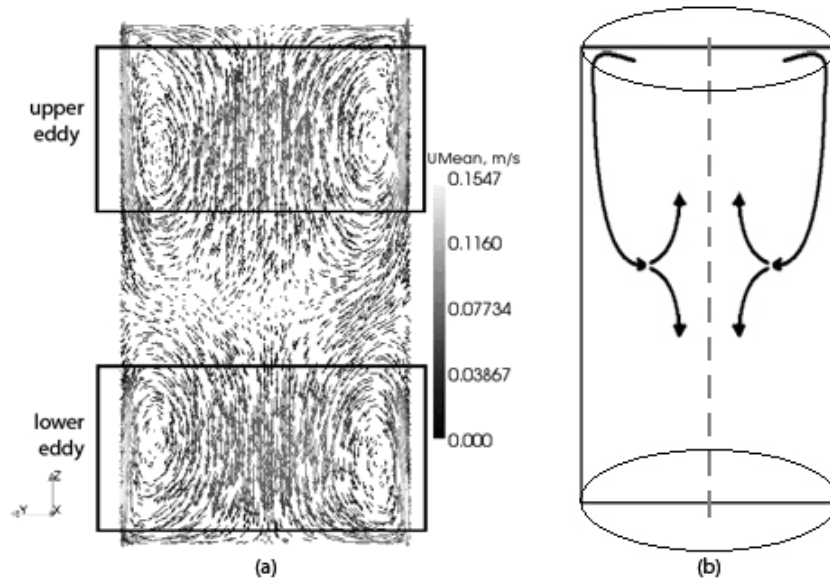 upper
eddy
UMean, m/s
0.1547
0.1160
0.07734
0.03867
0.000
lower
eddy
Z
Y
X
(a)
(b)